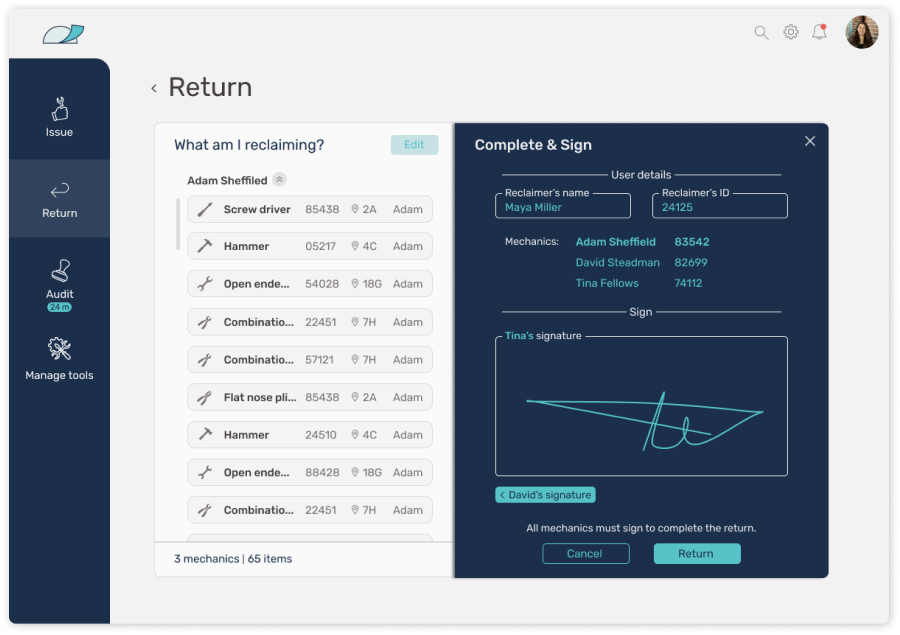 Issue
Return
Audit
24 m
Manage tools
‹ Return
What am I reclaiming?
Edit
Adam Sheffiled
Screw driver 85438 2A Adam
Hammer 05217 4C Adam
Open ende... 54028 18G Adam
Combinatio... 22451 7H Adam
Combinatio... 57121 7H Adam
Flat nose pli... 85438 2A Adam
Hammer 24510 4C Adam
Open ende... 88428 18G Adam
Combinatio... 22451 7H Adam
3 mechanics | 65 items
Complete & Sign
User details
Reclaimer's name
Maya Miller
Reclaimer's ID
24125
Mechanics: Adam Sheffield 83542
David Steadman 82699
Tina Fellows 74112
Sign
Tina's signature
< David's signature
All mechanics must sign to complete the return.
Cancel
Return